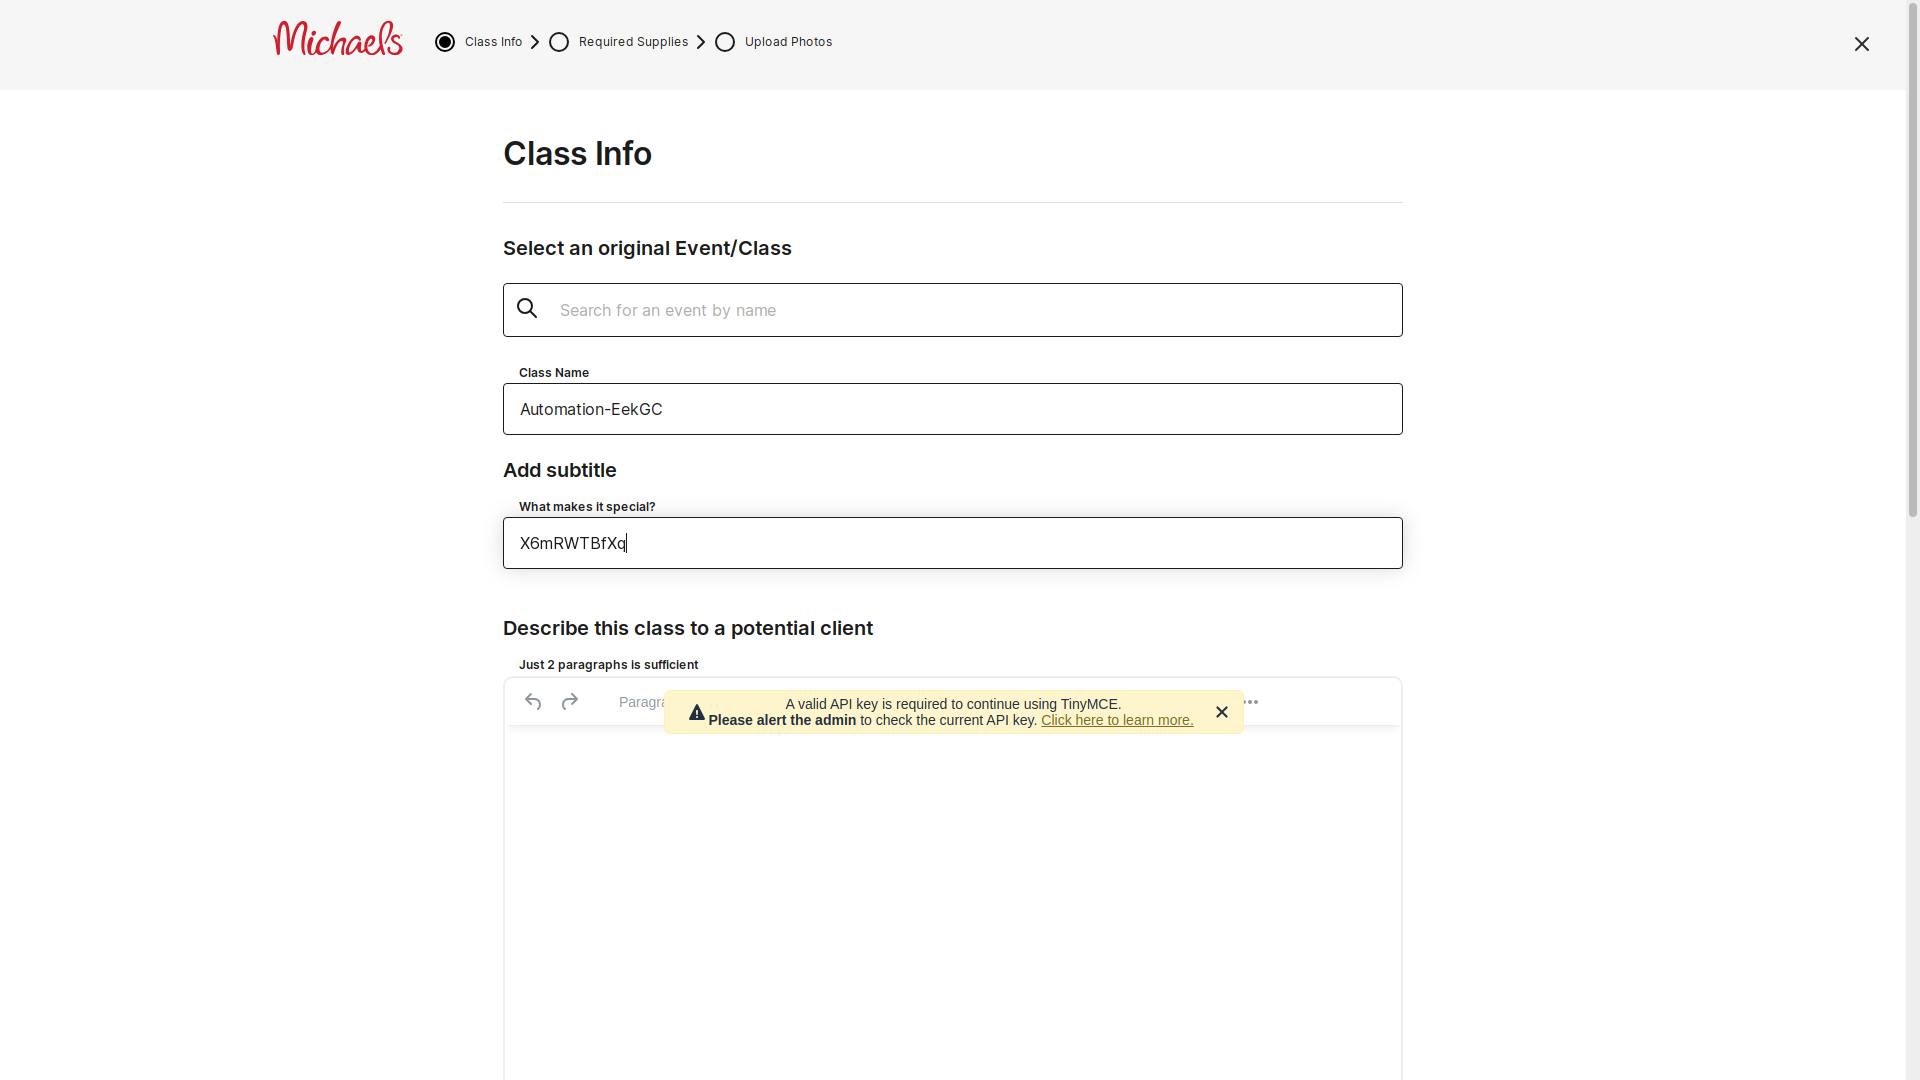 Michaels
Class Info
Required Supplies
Upload Photos
Class Info
Select an original Event/Class
Search for an event by name
Class Name
Automation-EekGC
Add subtitle
What makes it special?
X6mRWTBfXq
Describe this class to a potential client
Just 2 paragraphs is sufficient
A valid API key is required to continue using TinyMCE.
Please alert the admin to check the current API key. Click here to learn more.